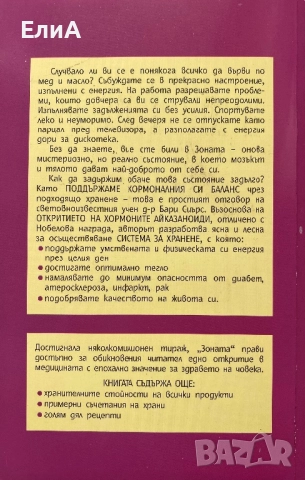 ЕлиА
Случвало ли ви се е понякога всичко да върви по
мед и масло? Събуждате се в прекрасно настроение,
изпълнени с енергия. На работа разрешавате пробле-
ми, които довчера са ви се стрували непреодолими.
Изпълнявате задълженията си без усилия. Спортувате
леко и неуморимо. След вечеря не се отпускате като
парцал пред телевизора, а разполагате с енергия
дори за дискотека.
Без да знаете, вие сте били в Зоната – онова
мистериозно, но реално състояние, в което мозъкът
и тялото дават най-доброто от себе си.
Как да задържим обаче това състояние задълго?
Като ПОДДЪРЖАМЕ ХОРМОНАЛНИЯ СИ БАЛАНС чрез
подходящо хранене – това е простият отговор на
световноизвестния учен д-р Бари Сиърс. Въз основа на
ОТКРИТИЕТО НА ХОРМОНИТЕ АЙКАЗАНОИДИ, отличено с
Нобелова награда, авторът разработва ясна и лесна
за осъществяване СИСТЕМА ЗА ХРАНЕНЕ, с която:
● поддържате умствената и физическата си енергия
през целия ден
● достигате оптимално тегло
● намалявате до минимум опасността от диабет,
атеросклероза, инфаркт, рак
● подобрявате качеството на живота си.
Достигнала няколкомилионен тираж, „Зоната" прави
достъпно за обикновения читател едно откритие в
медицината с епохално значение за здравето на човека.
КНИГАТА СЪДЪРЖА ОЩЕ:
● хранителните стойности на всички продукти
● примерни съчетания на храни
● голям дял рецепти
BAZAR